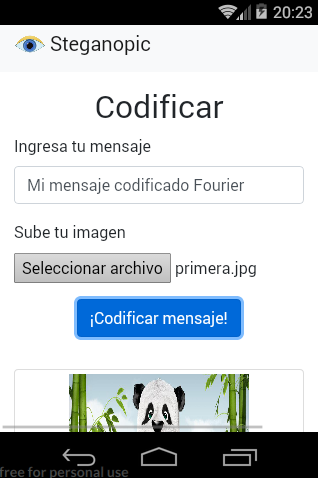 20:23
Steganopic
Codificar
Ingresa tu mensaje
Mi mensaje codificado Fourier
Sube tu imagen
Seleccionar archivo primera.jpg
¡Codificar mensaje!
free for personal use